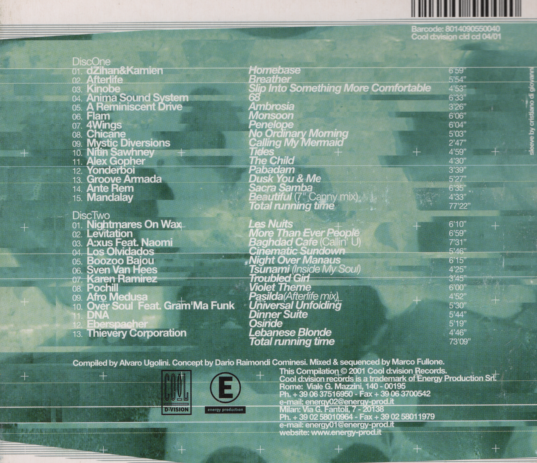 Barcode: 8014090550040
Cool d:vision cld cd 04/01
DiscOne
01. dZihan&Kamien Homebase 6'59"
02. Afterlife Breather 5'54"
03. Kinobe Slip Into Something More Comfortable 4'53"
04. Anima Sound System 68 6'33"
05. A Reminiscent Drive Ambrosia 3'26"
06. Flam Monsoon 6'06"
07. 4Wings Penelope 6'04"
08. Chicane No Ordinary Morning 5'03"
09. Mystic Diversions Calling My Mermaid 2'47"
10. Nitin Sawhney Tides 4'59"
11. Alex Gopher The Child 4'30"
12. Yonderboi Pabadam 3'39"
13. Groove Armada Dusk You & Me 5'27"
14. Ante Rem Sacra Samba 6'35"
15. Mandalay Beautiful (7" Canny mix) 4'33"
Total running time 77'22"
DiscTwo
01. Nightmares On Wax Les Nuits 6'10"
02. Levitation More Than Ever People 6'59"
03. A:xus Feat. Naomi Baghdad Cafe (Callin' U) 7'31"
04. Los Olvidados Cinematic Sundown 5'46"
05. Boozoo Bajou Night Over Manaus 6'15"
06. Sven Van Hees Tsunami (Inside My Soul) 4'25"
07. Karen Ramirez Troubled Girl 3'45"
08. Pochill Violet Theme 6'00"
09. Afro Medusa Pasilda(Afterlife mix) 4'52"
10. Over Soul Feat. Gram'Ma Funk Universal Unfolding 5'30"
11. DNA Dinner Suite 5'44"
12. Eberspacher Osiride 5'19"
13. Thievery Corporation Lebanese Blonde 4'46"
Total running time 73'09"
Compiled by Alvaro Ugolini. Concept by Dario Raimondi Cominesi. Mixed & sequenced by Marco Fullone.
This Compilation © 2001 Cool d:vision Records.
Cool d:vision records is a trademark of Energy Production Srl.
Rome: Viale G. Mazzini, 140 - 00195
Ph. + 39 06 37516950 - Fax + 39 06 3700542
e-mail: energy02@energy-prod.it
Milan: Via G. Fantoli, 7 - 20138
Ph. + 39 02 58010964 - Fax + 39 02 58011979
e-mail: energy01@energy-prod.it
website: www.energy-prod.it
COOL
D:VISION
E
energy production
sleeve by cristiano di giovanni